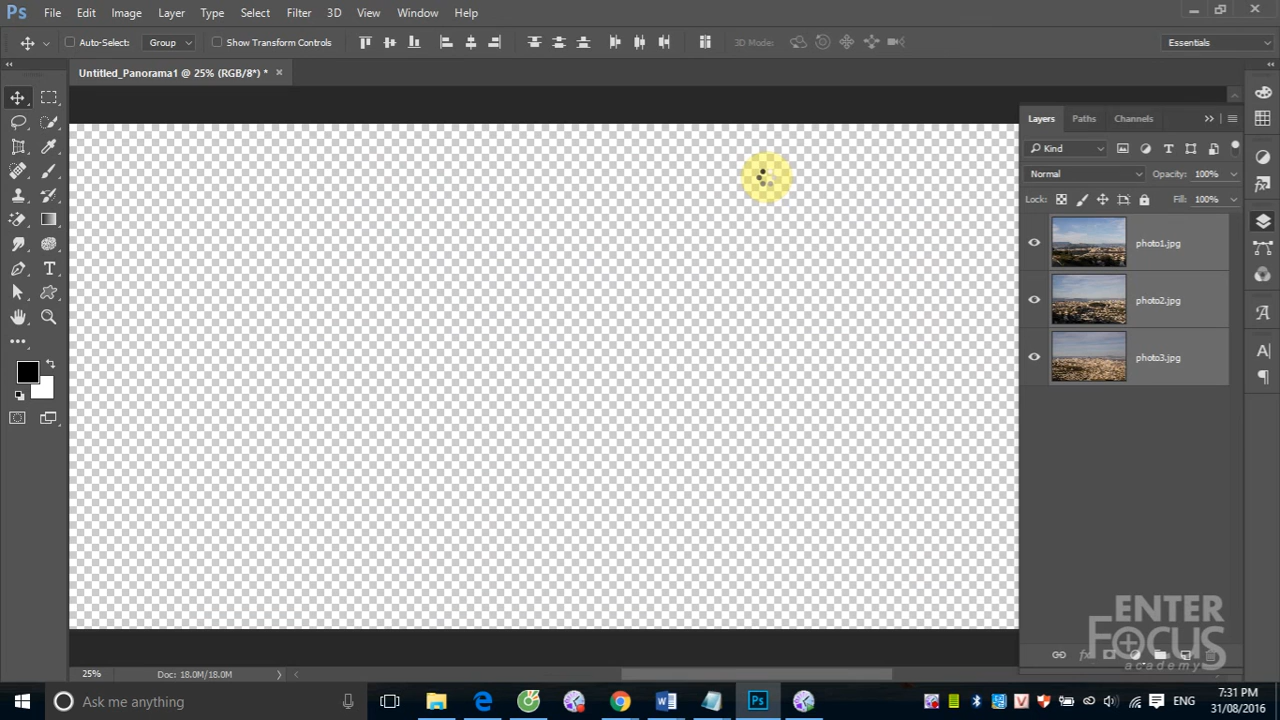 Ps File Edit Image Layer Type Select Filter 3D View Window Help
Auto-Select: Group Show Transform Controls 3D Mode: Essentials
Untitled_Panorama1 @ 25% (RGB/8*) * ×
Layers Paths Channels
Kind
Normal Opacity: 100%
Lock: Fill: 100%
photo1.jpg
photo2.jpg
photo3.jpg
ENTER
FOCUS
academy
25% Doc: 18.0M/18.0M
Ask me anything
ENG
7:31 PM
31/08/2016